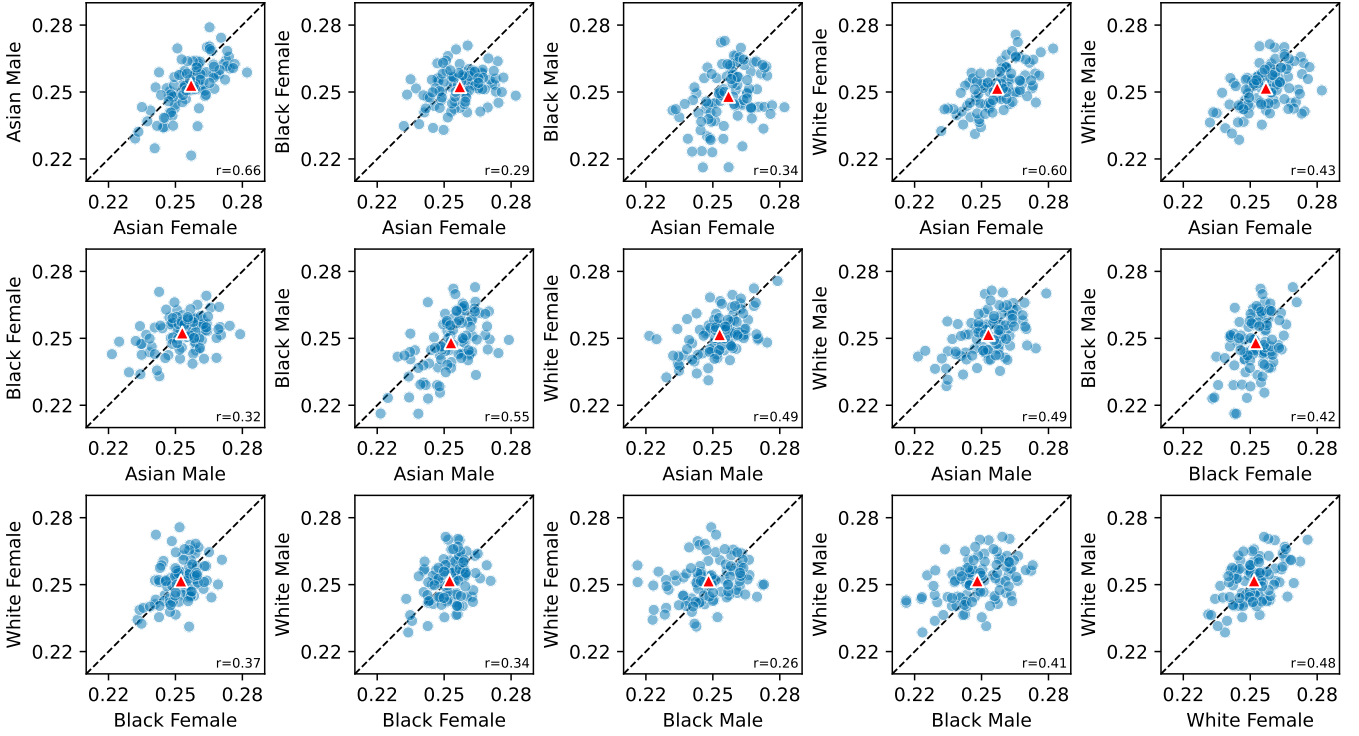 Asian Male
0.28
0.25
0.22
r=0.66
0.22 0.25 0.28
Asian Female
Black Female
0.28
0.25
0.22
r=0.29
0.22 0.25 0.28
Asian Female
Black Male
0.28
0.25
0.22
r=0.34
0.22 0.25 0.28
Asian Female
White Female
0.28
0.25
0.22
r=0.60
0.22 0.25 0.28
Asian Female
White Male
0.28
0.25
0.22
r=0.43
0.22 0.25 0.28
Asian Female
Black Female
0.28
0.25
0.22
r=0.32
0.22 0.25 0.28
Asian Male
Black Male
0.28
0.25
0.22
r=0.55
0.22 0.25 0.28
Asian Male
White Female
0.28
0.25
0.22
r=0.49
0.22 0.25 0.28
Asian Male
White Male
0.28
0.25
0.22
r=0.49
0.22 0.25 0.28
Asian Male
Black Male
0.28
0.25
0.22
r=0.42
0.22 0.25 0.28
Black Female
White Female
0.28
0.25
0.22
r=0.37
0.22 0.25 0.28
Black Female
White Male
0.28
0.25
0.22
r=0.34
0.22 0.25 0.28
Black Female
White Female
0.28
0.25
0.22
r=0.26
0.22 0.25 0.28
Black Male
White Male
0.28
0.25
0.22
r=0.41
0.22 0.25 0.28
Black Male
White Male
0.28
0.25
0.22
r=0.48
0.22 0.25 0.28
White Female